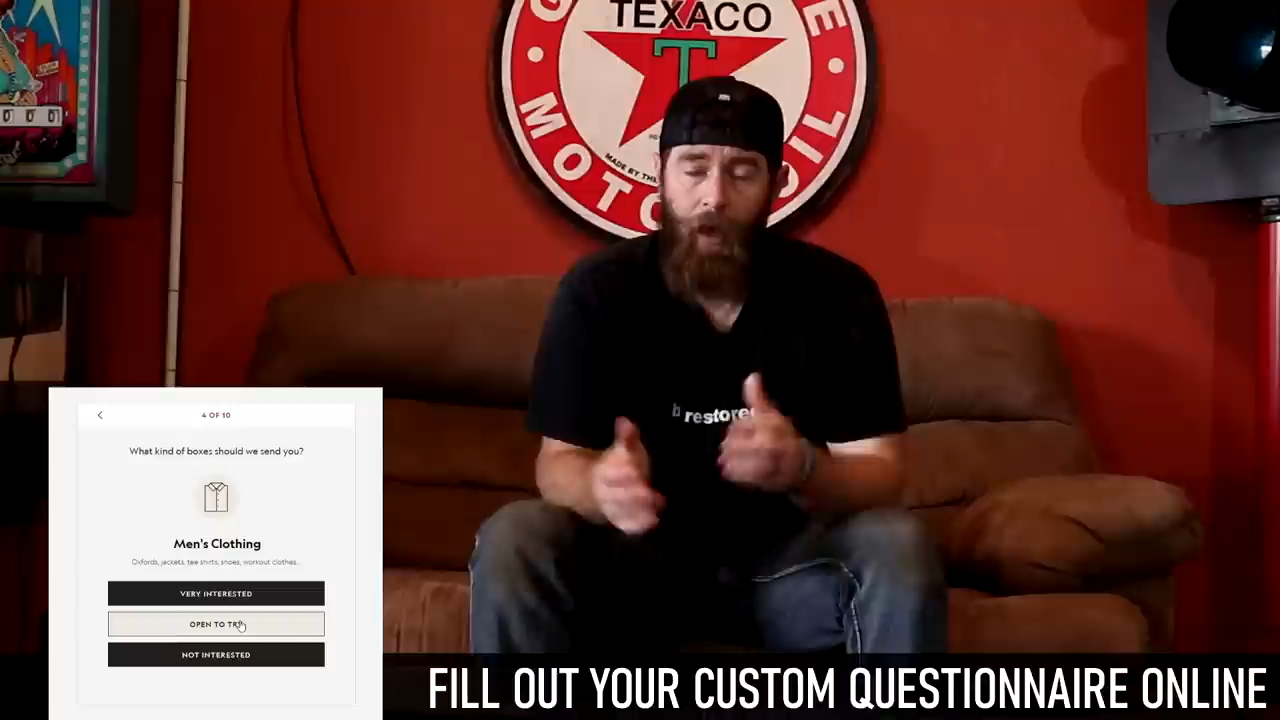 TEXACO
T
MOTOR OIL
MADE BY THE
b restored
4 OF 10
What kind of boxes should we send you?
Men's Clothing
Oxfords, jackets, tee shirts, shoes, workout clothes...
VERY INTERESTED
OPEN TO TRY
NOT INTERESTED
FILL OUT YOUR CUSTOM QUESTIONNAIRE ONLINE